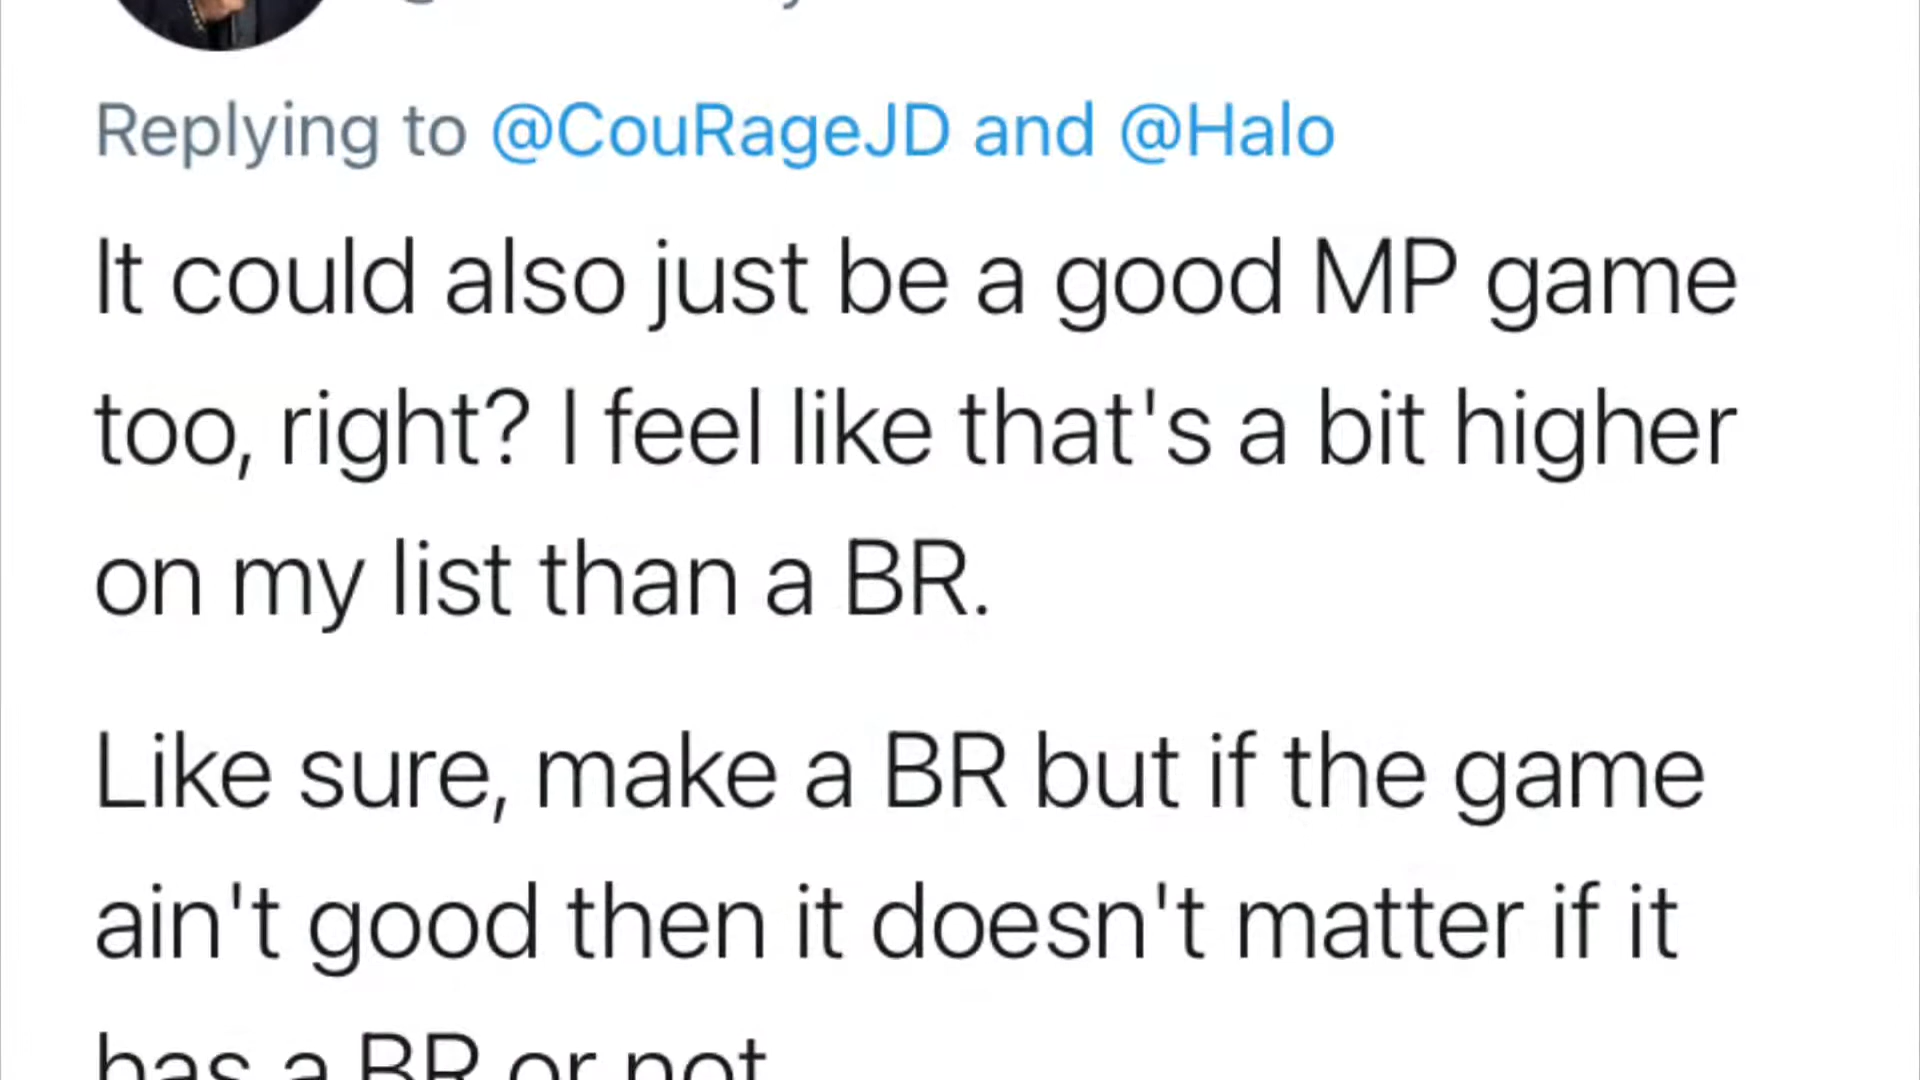 Replying to @CouRageJD and @Halo
It could also just be a good MP game
too, right? I feel like that's a bit higher
on my list than a BR.
Like sure, make a BR but if the game
ain't good then it doesn't matter if it
has a BR or not